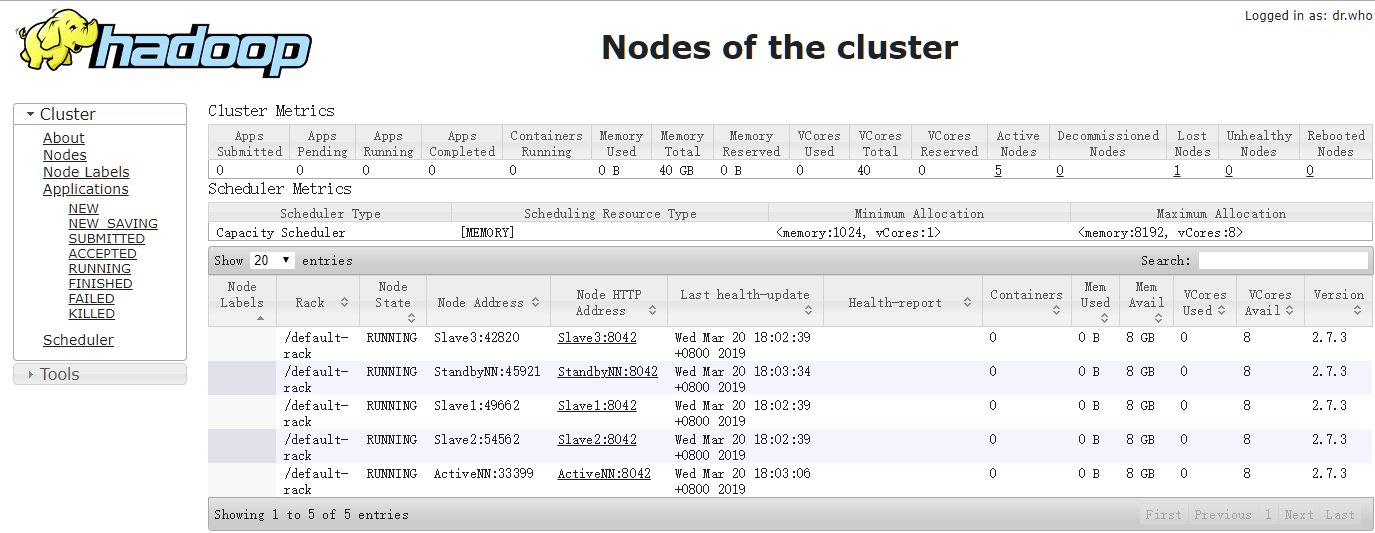 Logged in as: dr.who
hadoop
Nodes of the cluster
Cluster
About
Nodes
Node Labels
Applications
NEW
NEW_SAVING
SUBMITTED
ACCEPTED
RUNNING
FINISHED
FAILED
KILLED
Scheduler
Tools
Cluster Metrics
Apps Apps Apps Apps Containers Memory Memory Memory VCores VCores VCores Active Decommissioned Lost Unhealthy Rebooted
Submitted Pending Running Completed Running Used Total Reserved Used Total Reserved Nodes Nodes Nodes Nodes Nodes
0 0 0 0 0 0 B 40 GB 0 B 0 40 0 5 0 1 0 0
Scheduler Metrics
Scheduler Type Scheduling Resource Type Minimum Allocation Maximum Allocation
Capacity Scheduler [MEMORY] <memory:1024, vCores:1> <memory:8192, vCores:8>
Show 20 entries Search:
Node Node Node HTTP Last health-update Containers Mem Mem VCores VCores Version
Labels Rack State Node Address Address Health-report Used Avail Used Avail
/default- RUNNING Slave3:42820 Slave3:8042 Wed Mar 20 18:02:39 0 0 B 8 GB 0 8 2.7.3
rack +0800 2019
/default- RUNNING StandbyNN:45921 StandbyNN:8042 Wed Mar 20 18:03:34 0 0 B 8 GB 0 8 2.7.3
rack +0800 2019
/default- RUNNING Slave1:49662 Slave1:8042 Wed Mar 20 18:02:39 0 0 B 8 GB 0 8 2.7.3
rack +0800 2019
/default- RUNNING Slave2:54562 Slave2:8042 Wed Mar 20 18:02:39 0 0 B 8 GB 0 8 2.7.3
rack +0800 2019
/default- RUNNING ActiveNN:33399 ActiveNN:8042 Wed Mar 20 18:03:06 0 0 B 8 GB 0 8 2.7.3
rack +0800 2019
Showing 1 to 5 of 5 entries First Previous 1 Next Last